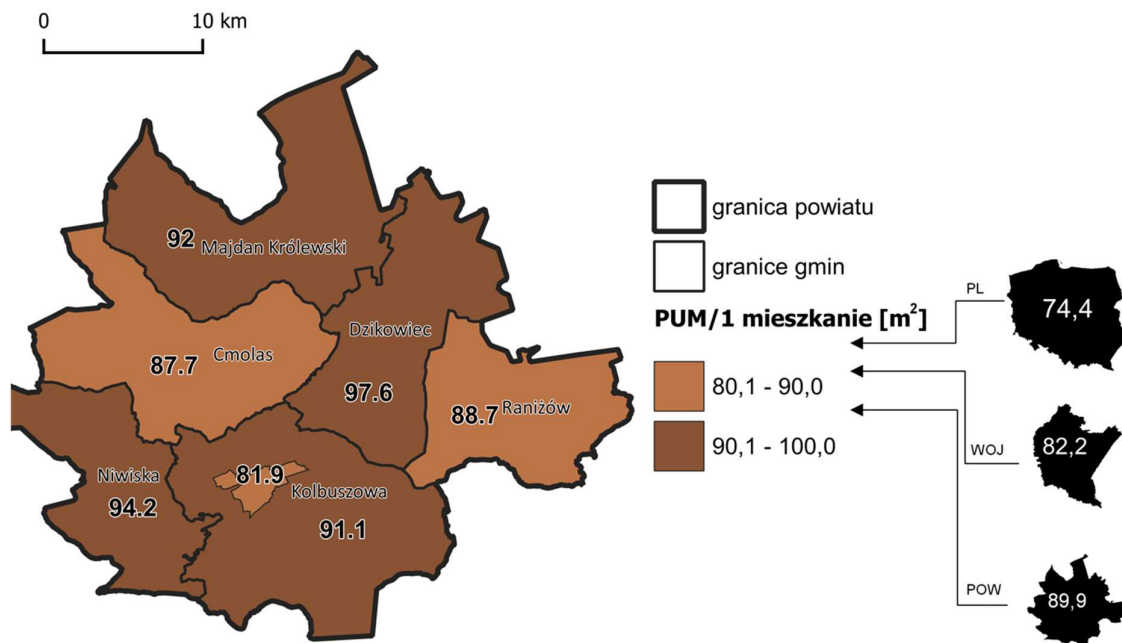 0 10 km
92
Majdan Królewski
Dzikowiec
Cmolas
87.7
97.6
88.7
Raniżów
Niwiska
94.2
81.9
Kolbuszowa
91.1
granica powiatu
granice gmin
PUM/1 mieszkanie [m²]
80,1 - 90,0
90,1 - 100,0
PL
74,4
WOJ
82,2
POW
89,9